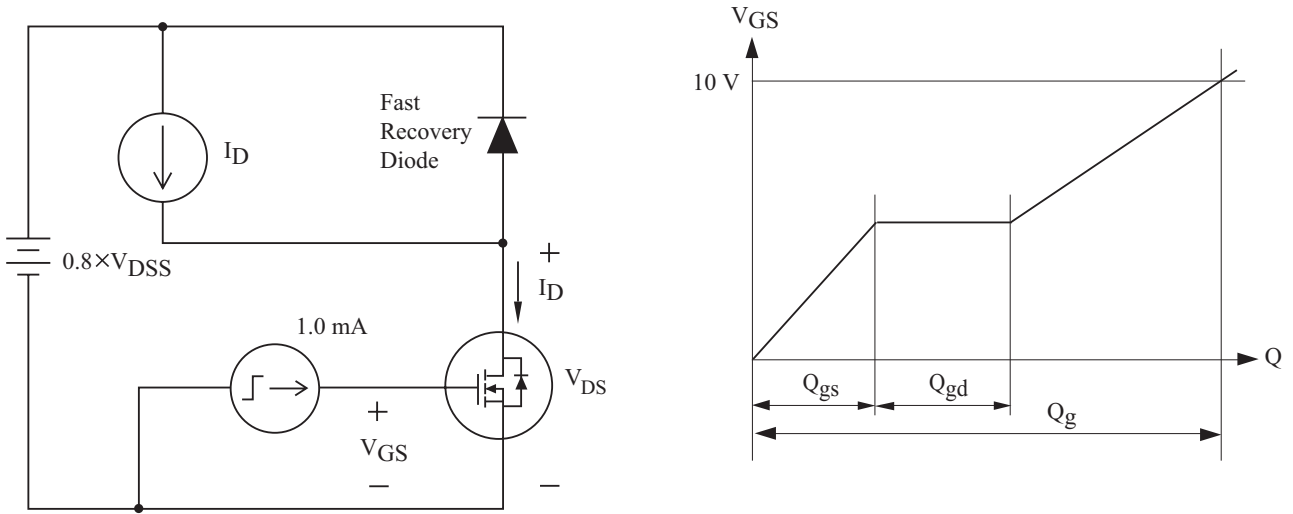 I_D
Fast
Recovery
Diode
0.8×V_DSS
+
I_D
1.0 mA
V_DS
+
V_GS
−
−
V_GS
10 V
Q
Q_gs
Q_gd
Q_g